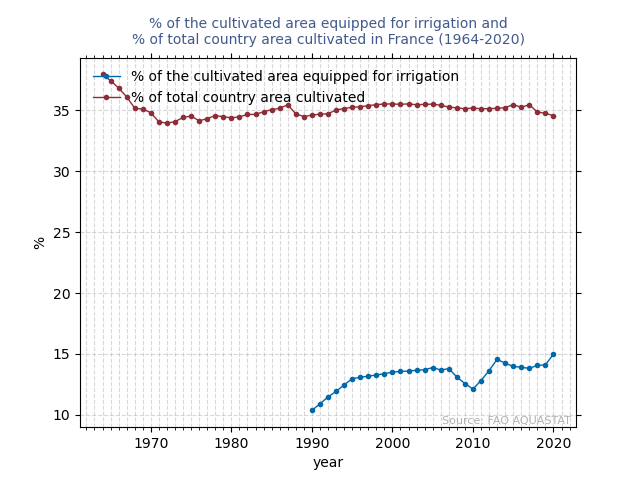 % of the cultivated area equipped for irrigation and
% of total country area cultivated in France (1964-2020)
% of the cultivated area equipped for irrigation
% of total country area cultivated
35
30
25
20
15
10
%
Source: FAO AQUASTAT
1970 1980 1990 2000 2010 2020
year